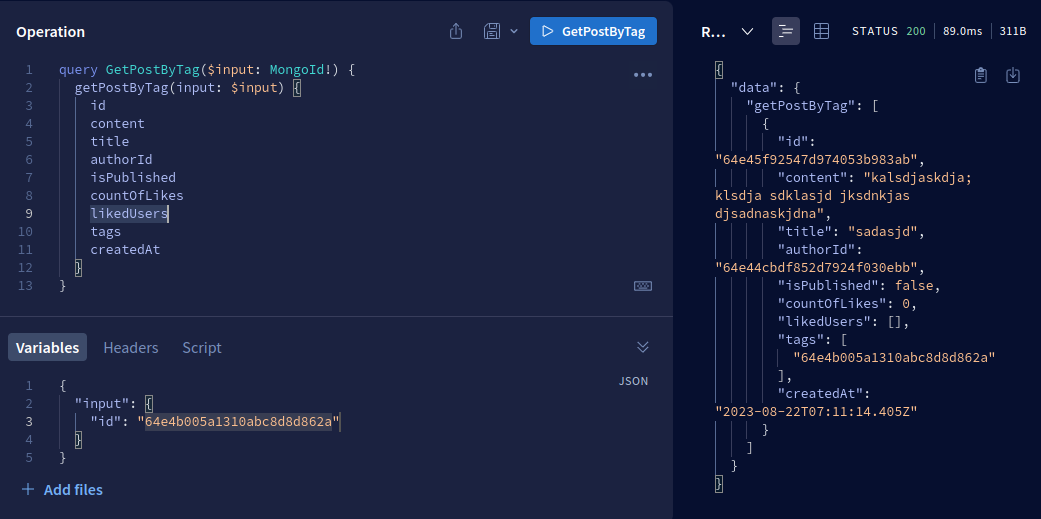 Operation
GetPostByTag
1 query GetPostByTag($input: MongoId!) {
2 getPostByTag(input: $input) {
3 id
4 content
5 title
6 authorId
7 isPublished
8 countOfLikes
9 likedUsers
10 tags
11 createdAt
12 }
13 }
Variables Headers Script
JSON
1 {
2 "input": {
3 "id": "64e4b005a1310abc8d8d862a"
4 }
5 }
+ Add files
R... STATUS 200 89.0ms 311B
{
"data": {
"getPostByTag": [
{
"id":
"64e45f92547d974053b983ab",
"content": "kalsdjaskdja;
klsdja sdklasjd jksdnkjas
djsadnaskjdna",
"title": "sadasjd",
"authorId":
"64e44cbdf852d7924f030ebb",
"isPublished": false,
"countOfLikes": 0,
"likedUsers": [],
"tags": [
"64e4b005a1310abc8d8d862a"
],
"createdAt":
"2023-08-22T07:11:14.405Z"
}
]
}
}